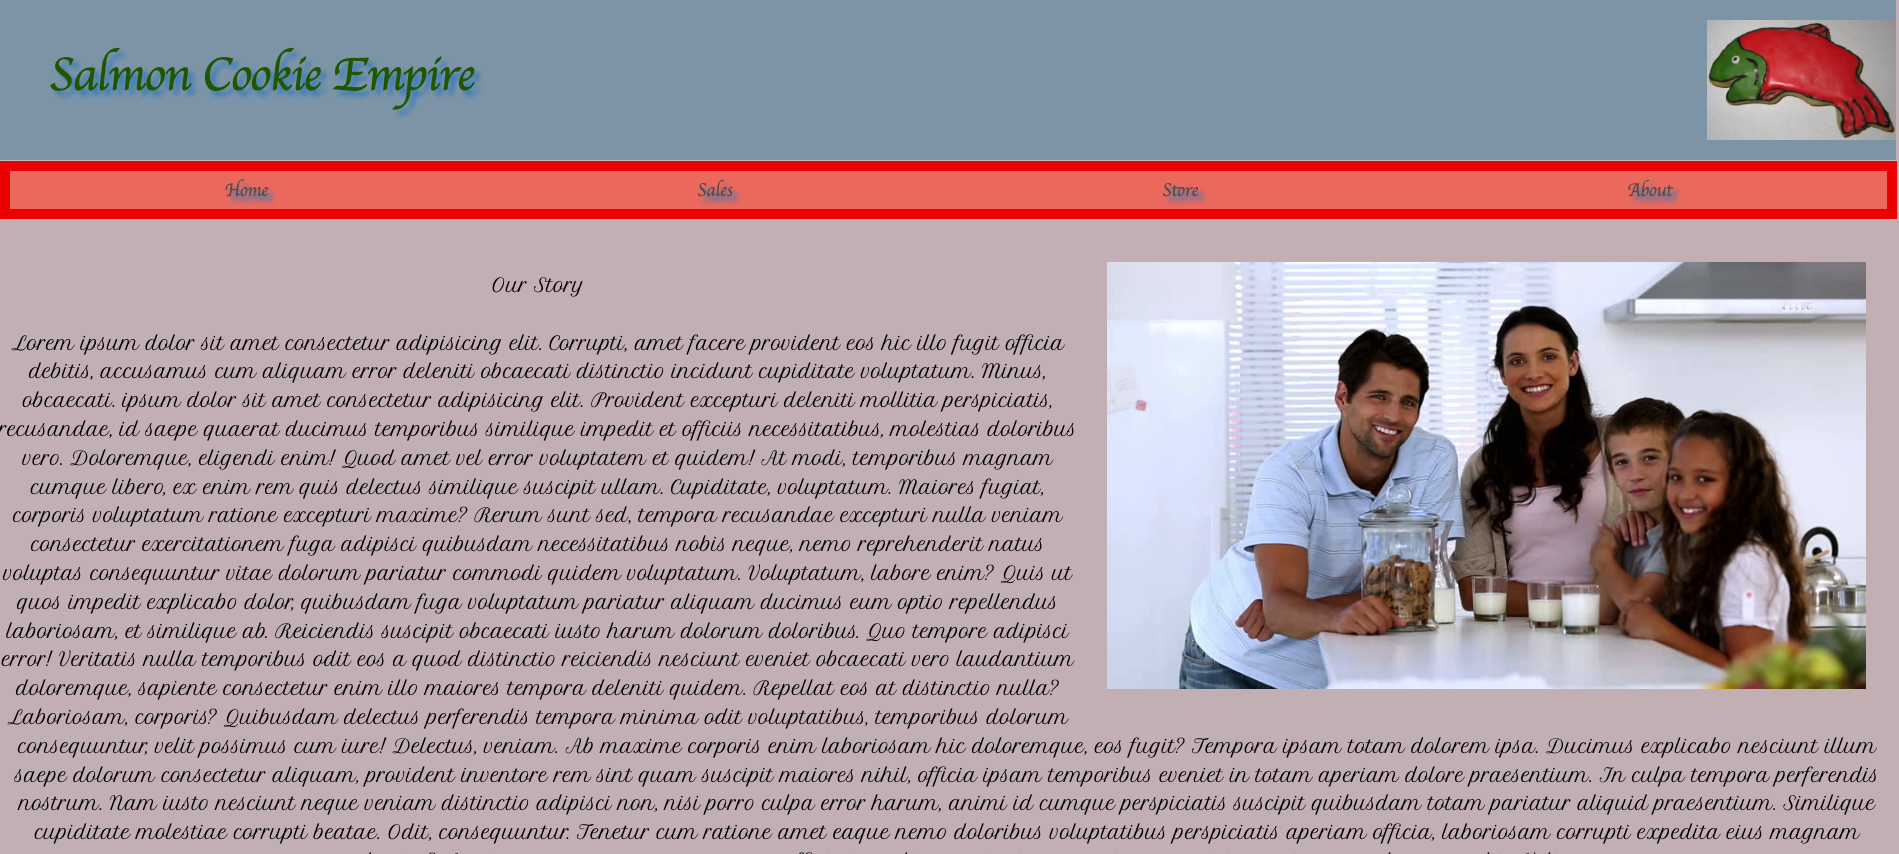 Salmon Cookie Empire
Home
Sales
Store
About
Our Story
Lorem ipsum dolor sit amet consectetur adipisicing elit. Corrupti, amet facere provident eos hic illo fugit officia
debitis, accusamus cum aliquam error deleniti obcaecati distinctio incidunt cupiditate voluptatum. Minus,
obcaecati. ipsum dolor sit amet consectetur adipisicing elit. Provident excepturi deleniti mollitia perspiciatis,
recusandae, id saepe quaerat ducimus temporibus similique impedit et officiis necessitatibus, molestias doloribus
vero. Doloremque, eligendi enim! Quod amet vel error voluptatem et quidem! At modi, temporibus magnam
cumque libero, ex enim rem quis delectus similique suscipit ullam. Cupiditate, voluptatum. Maiores fugiat,
corporis voluptatum ratione excepturi maxime? Rerum sunt sed, tempora recusandae excepturi nulla veniam
consectetur exercitationem fuga adipisci quibusdam necessitatibus nobis neque, nemo reprehenderit natus
voluptas consequuntur vitae dolorum pariatur commodi quidem voluptatum. Voluptatum, labore enim? Quis ut
quos impedit explicabo dolor, quibusdam fuga voluptatum pariatur aliquam ducimus eum optio repellendus
laboriosam, et similique ab. Reiciendis suscipit obcaecati iusto harum dolorum doloribus. Quo tempore adipisci
error! Veritatis nulla temporibus odit eos a quod distinctio reiciendis nesciunt eveniet obcaecati vero laudantium
doloremque, sapiente consectetur enim illo maiores tempora deleniti quidem. Repellat eos at distinctio nulla?
Laboriosam, corporis? Quibusdam delectus perferendis tempora minima odit voluptatibus, temporibus dolorum
consequuntur, velit possimus cum iure! Delectus, veniam. Ab maxime corporis enim laboriosam hic doloremque, eos fugit? Tempora ipsam totam dolorem ipsa. Ducimus explicabo nesciunt illum
saepe dolorum consectetur aliquam, provident inventore rem sint quam suscipit maiores nihil, officia ipsam temporibus eveniet in totam aperiam dolore praesentium. In culpa tempora perferendis
nostrum. Nam iusto nesciunt neque veniam distinctio adipisci non, nisi porro culpa error harum, animi id cumque perspiciatis suscipit quibusdam totam pariatur aliquid praesentium. Similique
cupiditate molestiae corrupti beatae. Odit, consequuntur. Tenetur cum ratione amet eaque nemo doloribus voluptatibus perspiciatis aperiam officia, laboriosam corrupti expedita eius magnam